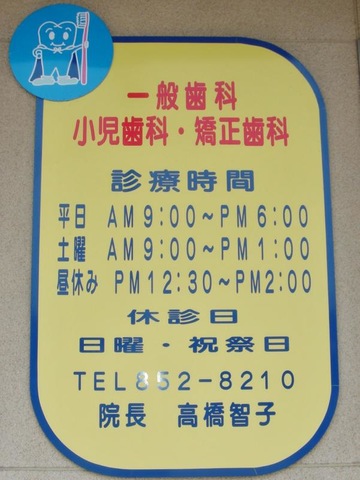 一般歯科
小児歯科・矯正歯科
診療時間
平日 AM9:00~PM6:00
土曜 AM9:00~PM1:00
昼休み PM12:30~PM2:00
休診日
日曜・祝祭日
TEL852-8210
院長 高橋智子